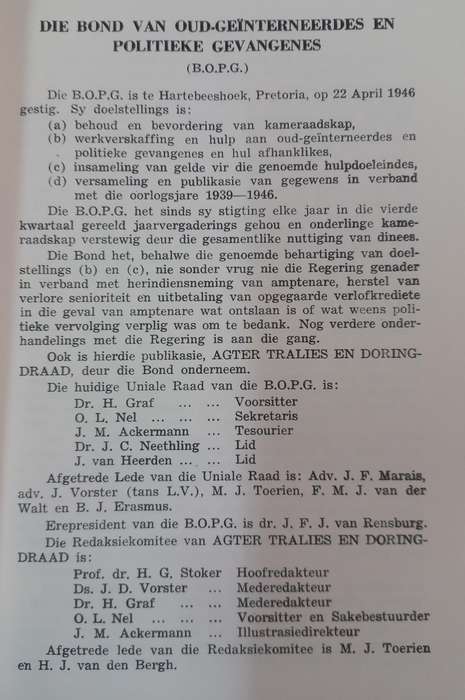 DIE BOND VAN OUD-GEÏNTERNEERDES EN
POLITIEKE GEVANGENES
(B.O.P.G.)
Die B.O.P.G. is te Hartebeeshoek, Pretoria, op 22 April 1946
gestig. Sy doelstellings is:
(a) behoud en bevordering van kameraadskap,
(b) werkverskaffing en hulp aan oud-geïnterneerdes en
politieke gevangenes en hul afhanklikes,
(c) insameling van gelde vir die genoemde hulpdoeleindes,
(d) versameling en publikasie van gegewens in verband
met die oorlogsjare 1939—1946.
Die B.O.P.G. het sinds sy stigting elke jaar in die vierde
kwartaal gereeld jaarvergaderings gehou en onderlinge kame-
raadskap verstewig deur die gesamentlike nuttiging van dinees.
Die Bond het, behalwe die genoemde behartiging van doel-
stellings (b) en (c), nie sonder vrug nie die Regering genader
in verband met herindiensneming van amptenare, herstel van
verlore senioriteit en uitbetaling van opgegaarde verlofkrediete
in die geval van amptenare wat ontslaan is of wat weens poli-
tieke vervolging verplig was om te bedank. Nog verdere onder-
handelings met die Regering is aan die gang.
Ook is hierdie publikasie, AGTER TRALIES EN DORING-
DRAAD, deur die Bond onderneem.
Die huidige Uniale Raad van die B.O.P.G. is:
Dr. H. Graf ... ... Voorsitter
O. L. Nel ... ... ... Sekretaris
J. M. Ackermann ... Tesourier
Dr. J. C. Neethling ... Lid
J. van Heerden ... ... Lid
Afgetrede Lede van die Uniale Raad is: Adv. J. F. Marais,
adv. J. Vorster (tans L.V.), M. J. Toerien, F. M. J. van der
Walt en B. J. Erasmus.
Erepresident van die B.O.P.G. is dr. J. F. J. van Rensburg.
Die Redaksiekomitee van AGTER TRALIES EN DORING-
DRAAD is:
Prof. dr. H. G. Stoker Hoofredakteur
Ds. J. D. Vorster ... Mederedakteur
Dr. H. Graf ... ... Mederedakteur
O. L. Nel ... ... Voorsitter en Sakebestuurder
J. M. Ackermann ... Illustrasiedirekteur
Afgetrede lede van die Redaksiekomitee is M. J. Toerien
en H. J. van den Bergh.